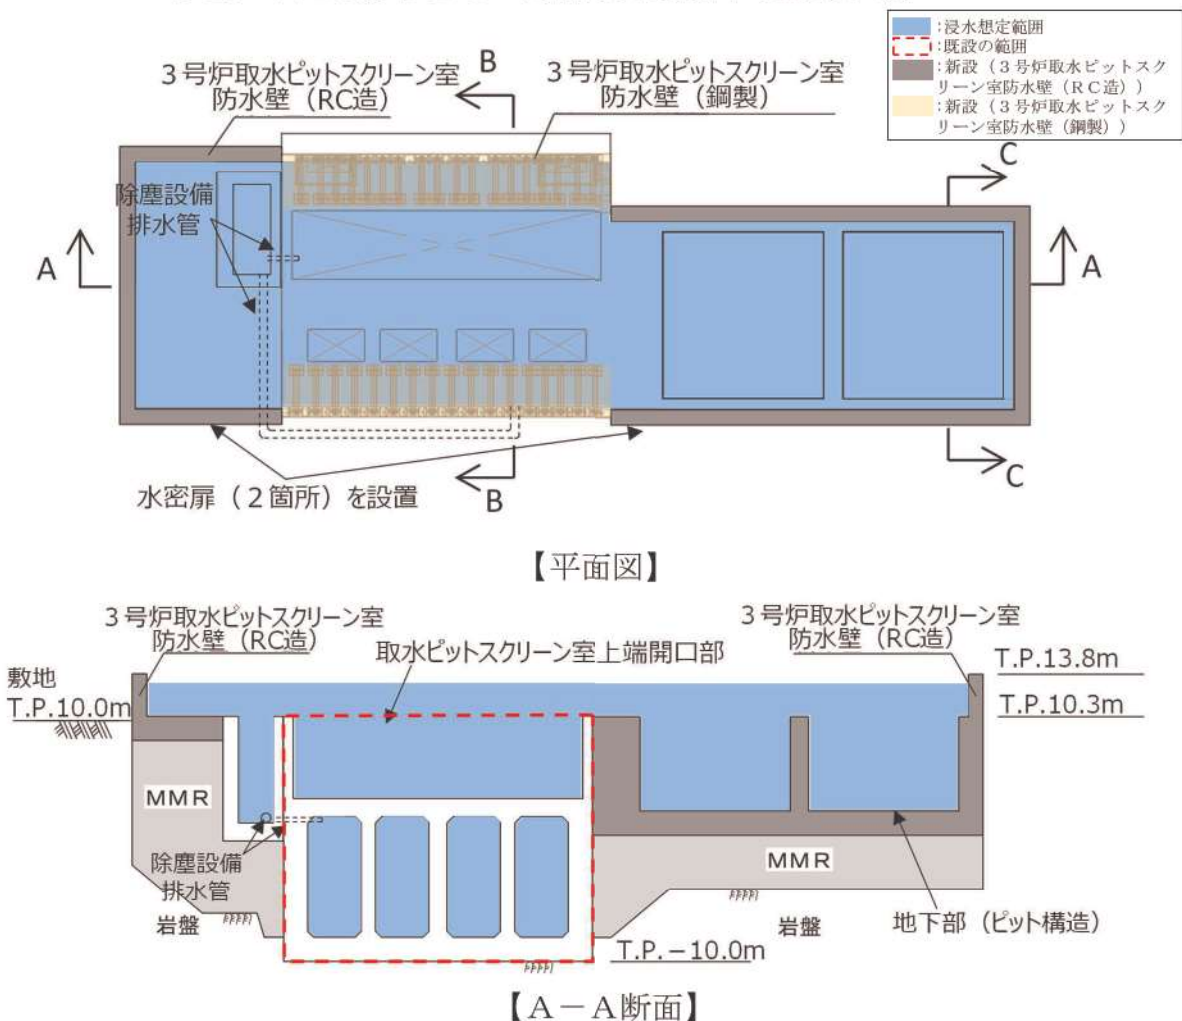 :浸水想定範囲
:既設の範囲
:新設（３号炉取水ピットスク
リーン室防水壁（ＲＣ造））
:新設（３号炉取水ピットスク
リーン室防水壁（鋼製））
３号炉取水ピットスクリーン室
防水壁（RC造）
B
３号炉取水ピットスクリーン室
防水壁（鋼製）
C
除塵設備
排水管
A
A
水密扉（２箇所）を設置
B
C
【平面図】
３号炉取水ピットスクリーン室
防水壁（RC造）
取水ピットスクリーン室上端開口部
３号炉取水ピットスクリーン室
防水壁（RC造）
T.P.13.8m
敷地
T.P.10.0m
T.P.10.3m
MMR
除塵設備
排水管
MMR
岩盤
岩盤
地下部（ピット構造）
T.P.－10.0m
【Ａ－Ａ断面】